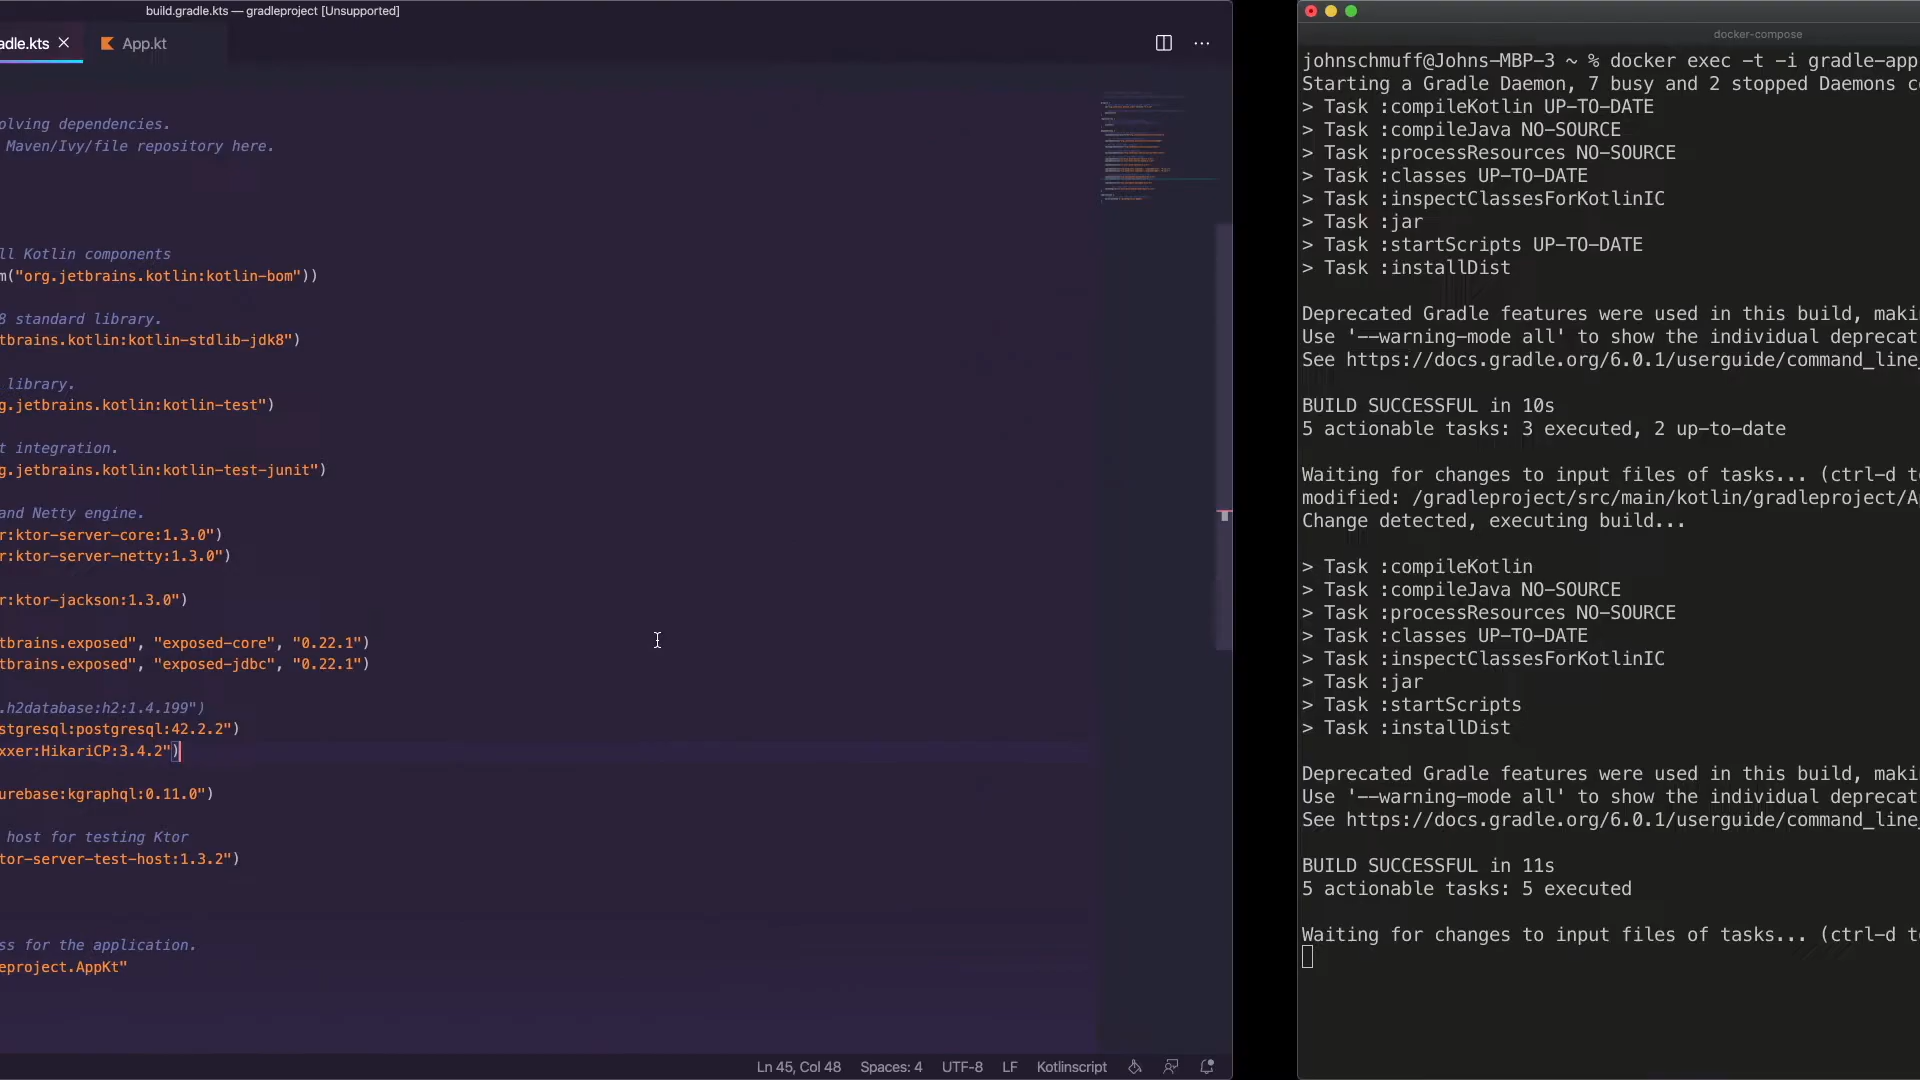 build.gradle.kts — gradleproject [Unsupported]
adle.kts
App.kt
olving dependencies.
Maven/Ivy/file repository here.
ll Kotlin components
m("org.jetbrains.kotlin:kotlin-bom"))
8 standard library.
tbrains.kotlin:kotlin-stdlib-jdk8")
library.
g.jetbrains.kotlin:kotlin-test")
t integration.
g.jetbrains.kotlin:kotlin-test-junit")
and Netty engine.
r:ktor-server-core:1.3.0")
r:ktor-server-netty:1.3.0")
r:ktor-jackson:1.3.0")
tbrains.exposed", "exposed-core", "0.22.1")
tbrains.exposed", "exposed-jdbc", "0.22.1")
.h2database:h2:1.4.199")
stgresql:postgresql:42.2.2")
xxer:HikariCP:3.4.2")
urebase:kgraphql:0.11.0")
host for testing Ktor
tor-server-test-host:1.3.2")
ss for the application.
eproject.AppKt"
Ln 45, Col 48 Spaces: 4 UTF-8 LF Kotlinscript
docker-compose
johnschmuff@Johns-MBP-3 ~ % docker exec -t -i gradle-app
Starting a Gradle Daemon, 7 busy and 2 stopped Daemons c
> Task :compileKotlin UP-TO-DATE
> Task :compileJava NO-SOURCE
> Task :processResources NO-SOURCE
> Task :classes UP-TO-DATE
> Task :inspectClassesForKotlinIC
> Task :jar
> Task :startScripts UP-TO-DATE
> Task :installDist
Deprecated Gradle features were used in this build, maki
Use '--warning-mode all' to show the individual deprecat
See https://docs.gradle.org/6.0.1/userguide/command_line_
BUILD SUCCESSFUL in 10s
5 actionable tasks: 3 executed, 2 up-to-date
Waiting for changes to input files of tasks... (ctrl-d t
modified: /gradleproject/src/main/kotlin/gradleproject/A
Change detected, executing build...
> Task :compileKotlin
> Task :compileJava NO-SOURCE
> Task :processResources NO-SOURCE
> Task :classes UP-TO-DATE
> Task :inspectClassesForKotlinIC
> Task :jar
> Task :startScripts
> Task :installDist
Deprecated Gradle features were used in this build, maki
Use '--warning-mode all' to show the individual deprecat
See https://docs.gradle.org/6.0.1/userguide/command_line_
BUILD SUCCESSFUL in 11s
5 actionable tasks: 5 executed
Waiting for changes to input files of tasks... (ctrl-d t